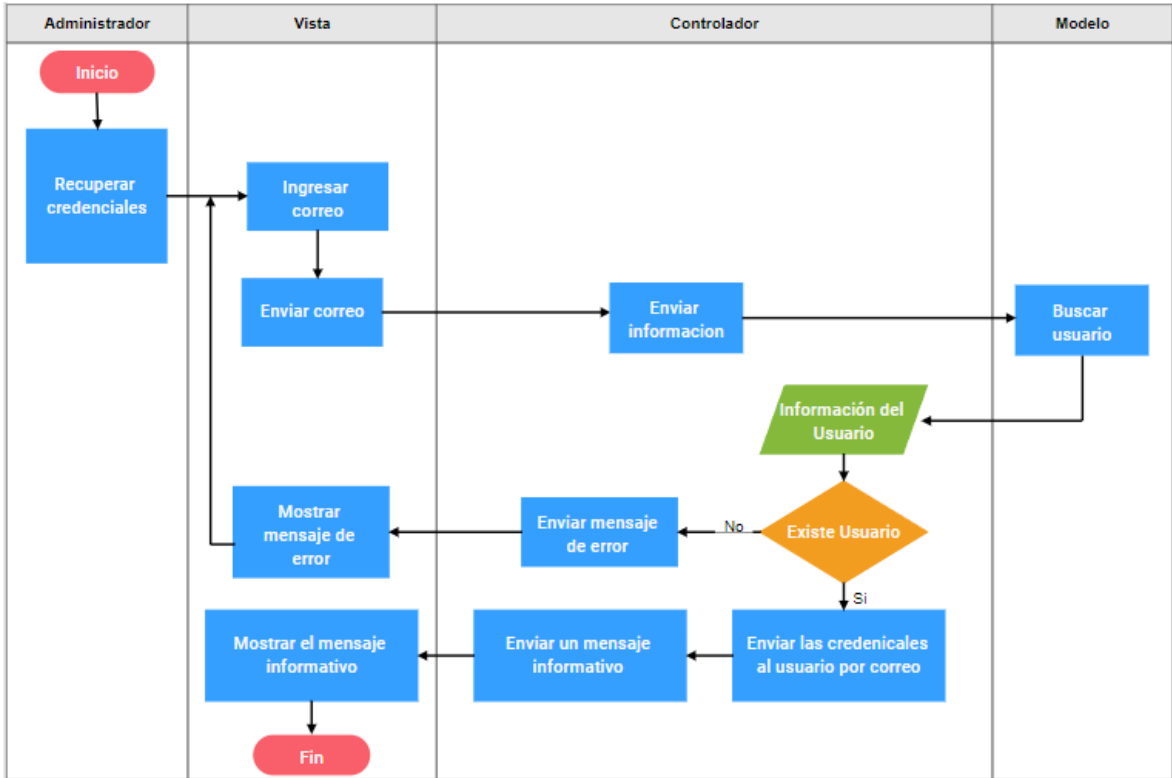 Administrador
Vista
Controlador
Modelo
Inicio
Recuperar
credenciales
Ingresar
correo
Enviar correo
Enviar
informacion
Buscar
usuario
Información del
Usuario
Existe Usuario
No
Enviar mensaje
de error
Mostrar
mensaje de
error
Si
Enviar las credenicales
al usuario por correo
Enviar un mensaje
informativo
Mostrar el mensaje
informativo
Fin